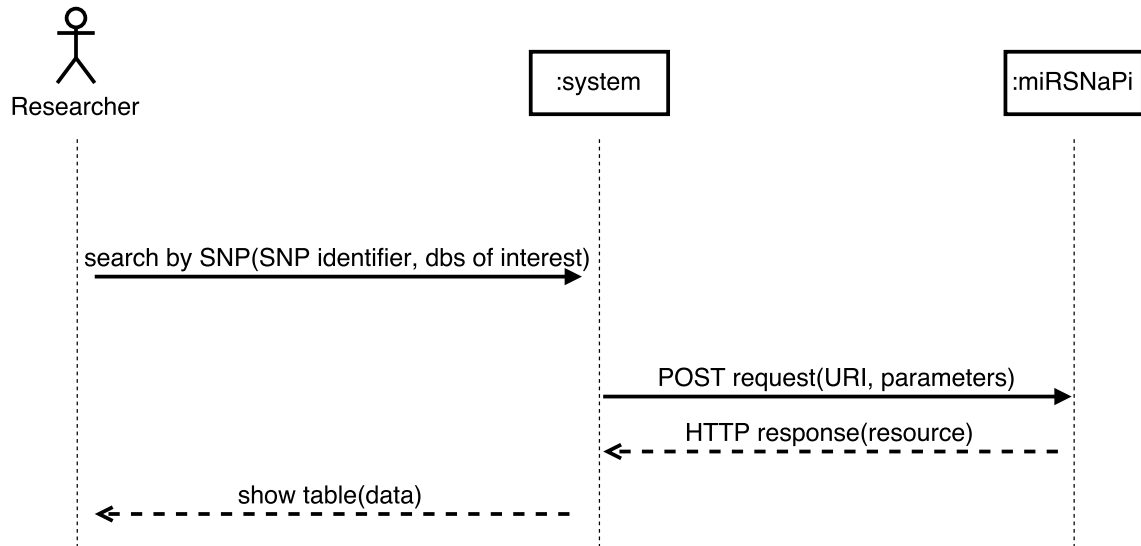 Researcher
:system
:miRSNaPi
search by SNP(SNP identifier, dbs of interest)
POST request(URI, parameters)
HTTP response(resource)
show table(data)